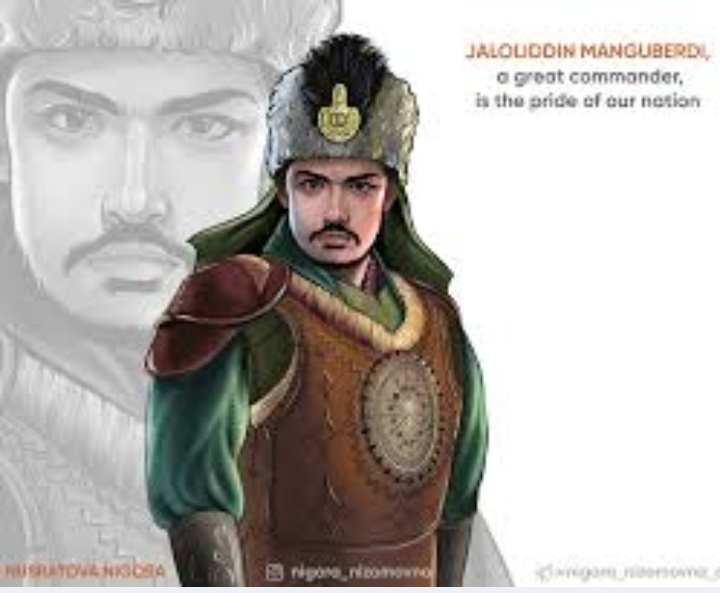 JALOLIDDIN MANGUBERDI,
a great commander,
is the pride of our nation
NUSRATOVA NIGORA
nigora_nizomovna